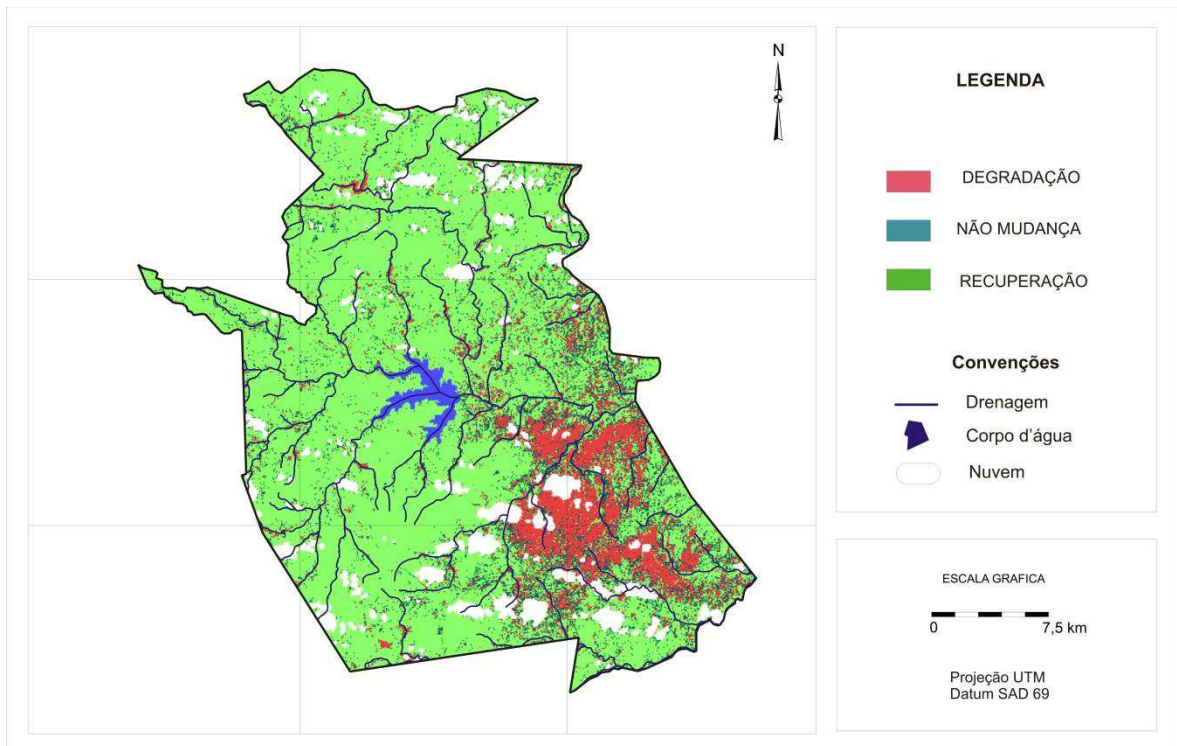 N
LEGENDA
DEGRADAÇÃO
NÃO MUDANÇA
RECUPERAÇÃO
Convenções
Drenagem
Corpo d'água
Nuvem
ESCALA GRAFICA
0 7,5 km
Projeção UTM
Datum SAD 69